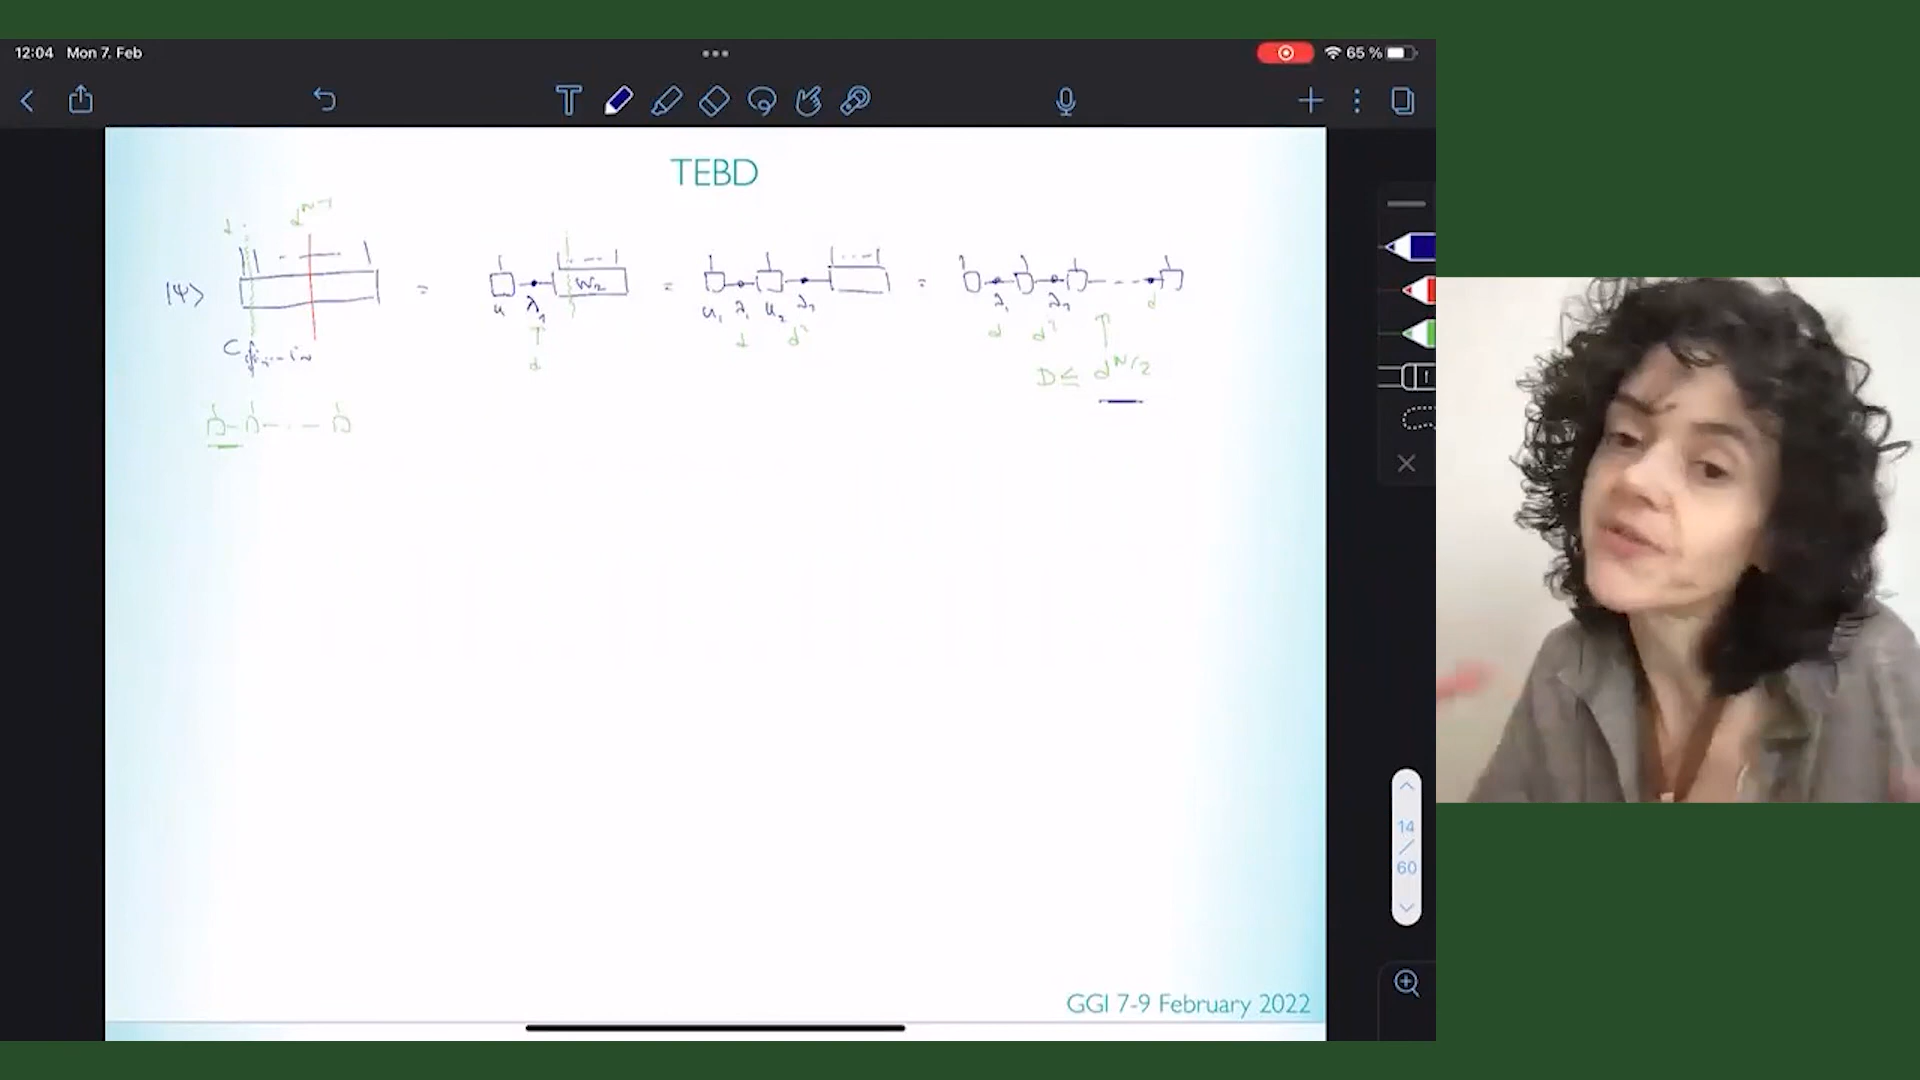 12:04 Mon 7. Feb
65 %
TEBD
d d^{N-1}
|ψ⟩ = W₂ = =
u λ₁ u₁ λ₁ u₂ λ₂ λ₁ λ₂
d d d² d d² d
D ≤ d^{N/2}
14
/
60
GGI 7-9 February 2022